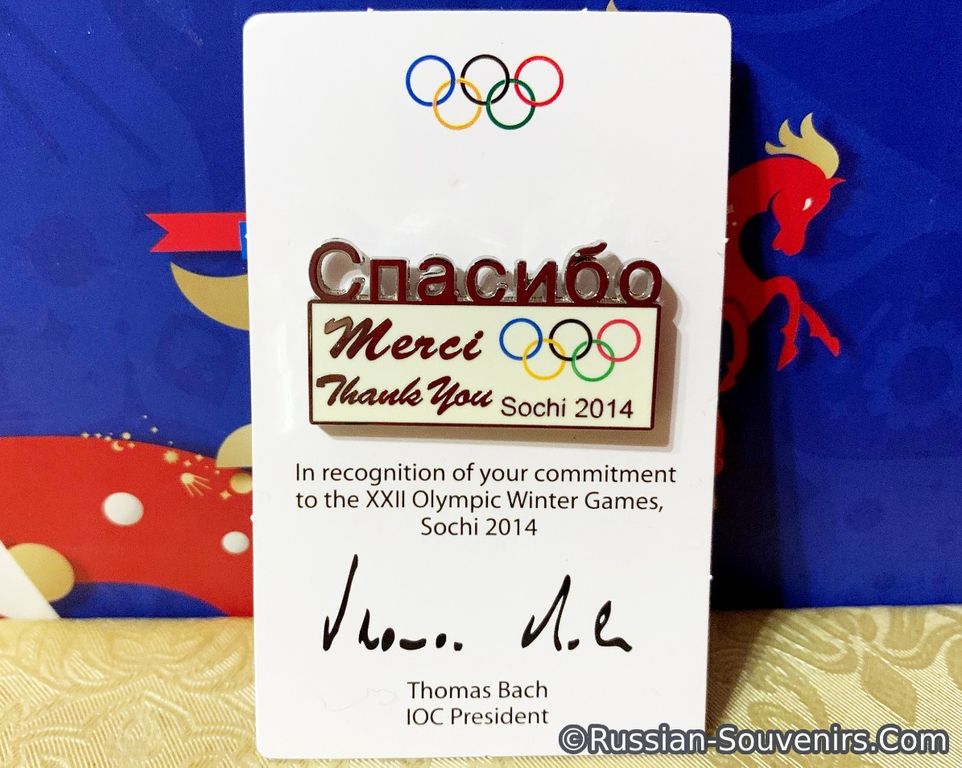 Спасибо
Merci
Thank You
Sochi 2014
In recognition of your commitment
to the XXII Olympic Winter Games,
Sochi 2014
Thomas Bach
IOC President
©Russian-Souvenirs.Com